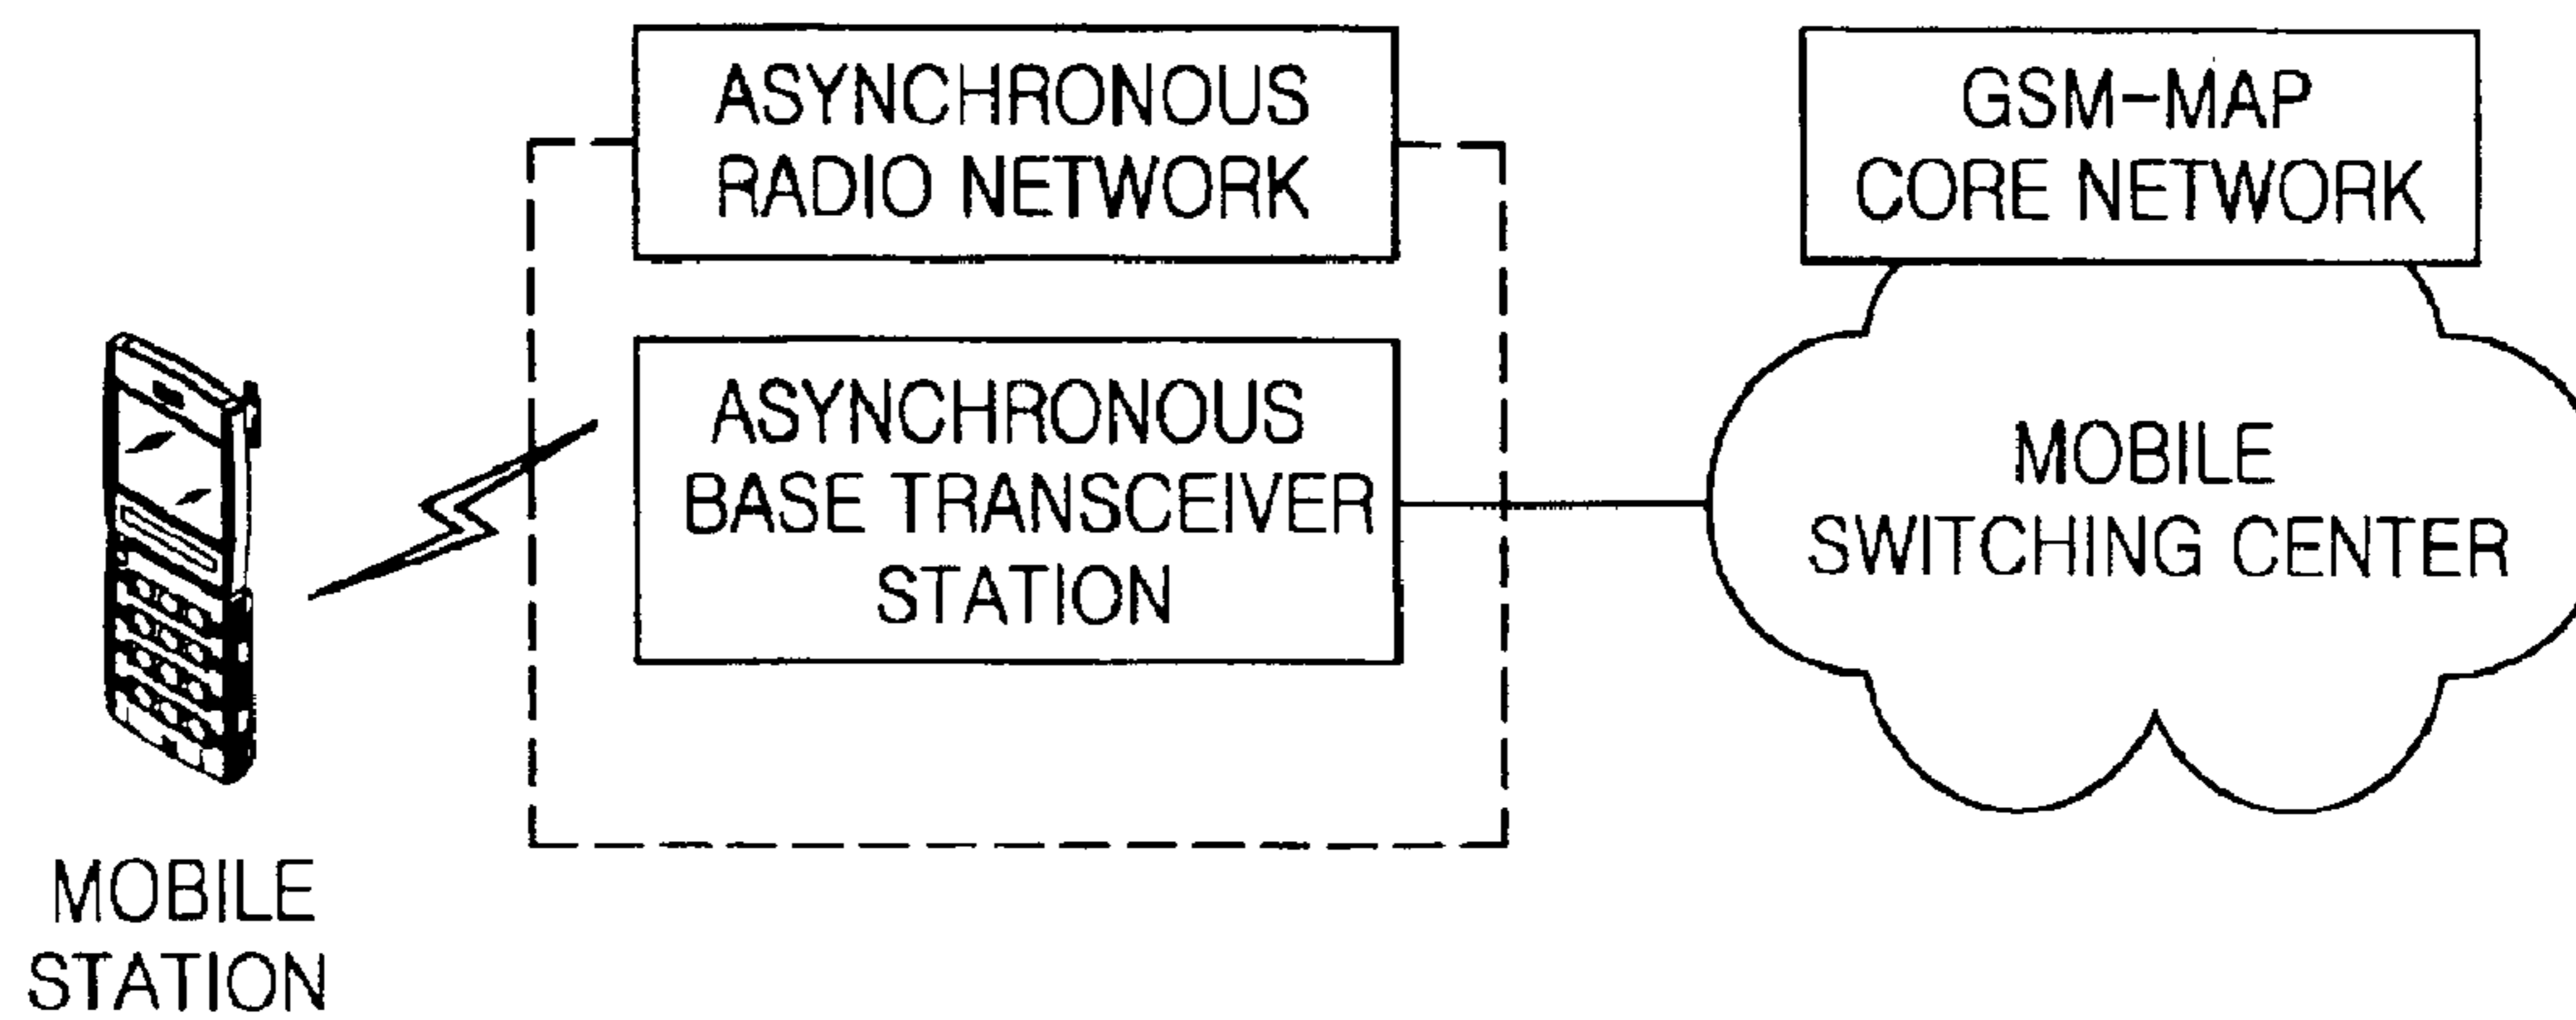 ASYNCHRONOUS
RADIO NETWORK
GSM-MAP
CORE NETWORK
ASYNCHRONOUS
BASE TRANSCEIVER
STATION
MOBILE
SWITCHING CENTER
MOBILE
STATION